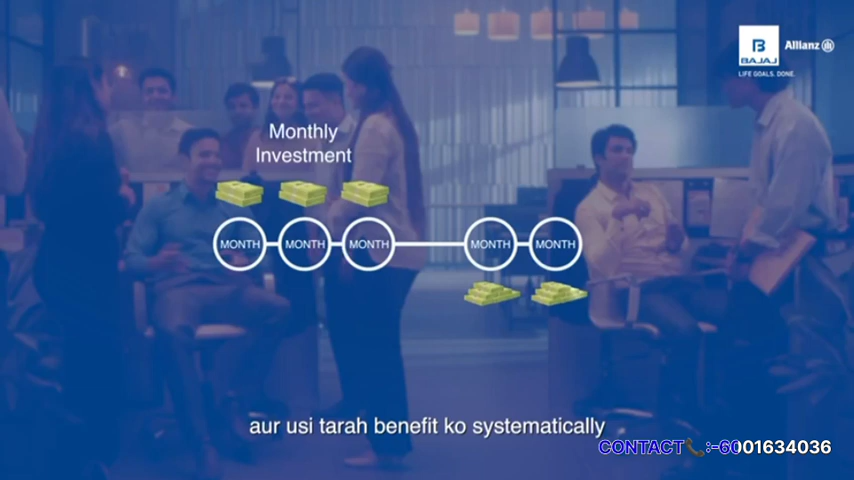 BAJAJ
Allianz
LIFE GOALS. DONE.
Monthly
Investment
MONTH MONTH MONTH MONTH MONTH
aur usi tarah benefit ko systematically
CONTACT📞:-6001634036